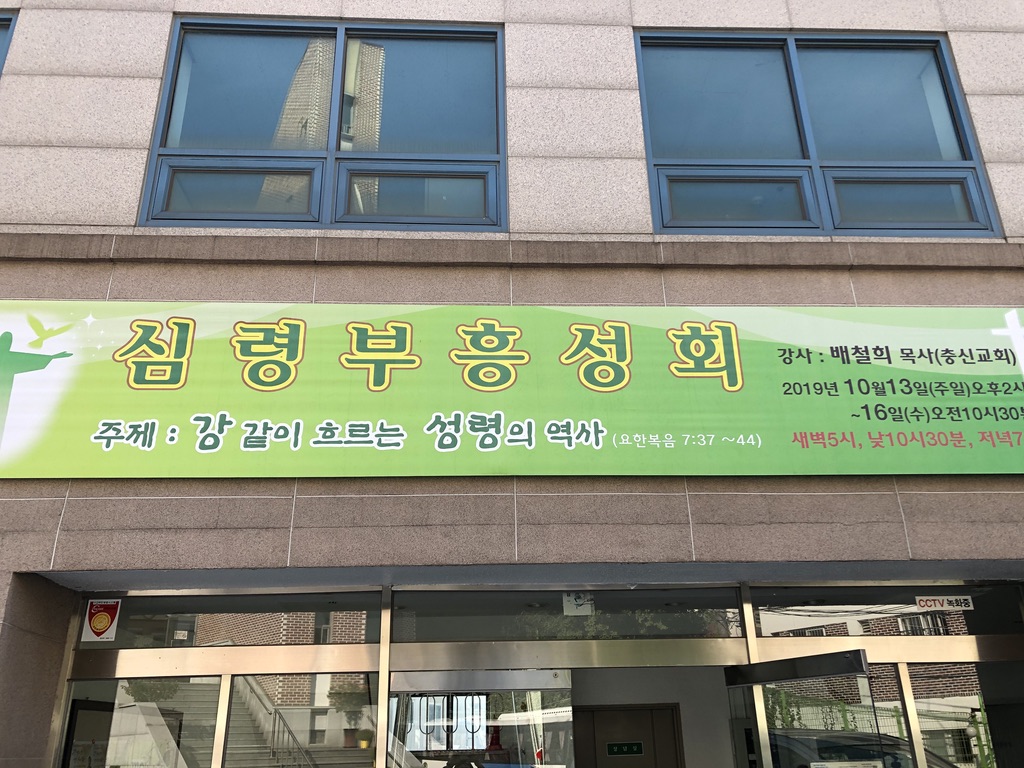 심령부흥성회
주제 : 강 같이 흐르는 성령의 역사 (요한복음 7:37 ~44)
강사 : 배철희 목사(충신교회)
2019년 10월13일(주일)오후2시
~16일(수)오전10시30분
새벽5시, 낮10시30분, 저녁7
CCTV 녹화중